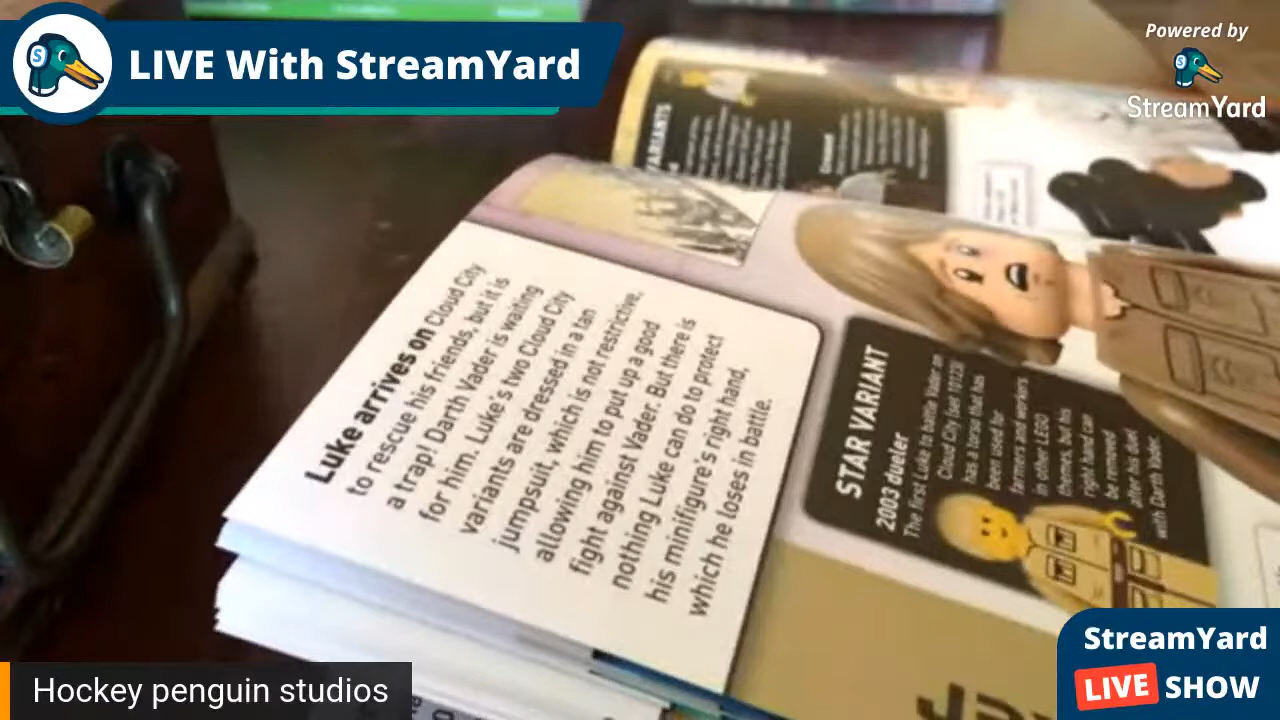 LIVE With StreamYard
Powered by
StreamYard
Luke arrives on Cloud City
to rescue his friends, but it is
a trap! Darth Vader is waiting
for him. Luke's two Cloud City
variants are dressed in a tan
jumpsuit, which is not restrictive,
allowing him to put up a good
fight against Vader. But there is
nothing Luke can do to protect
his minifigure's right hand,
which he loses in battle.
STAR VARIANT
2003 dueler
The first Luke to battle Vader on
Cloud City (set 10123)
has a torso that has
been used for
farmers and workers
in other LEGO
themes, but his
right hand can
be removed
after his duel
with Darth Vader.
Hockey penguin studios
StreamYard
LIVE SHOW